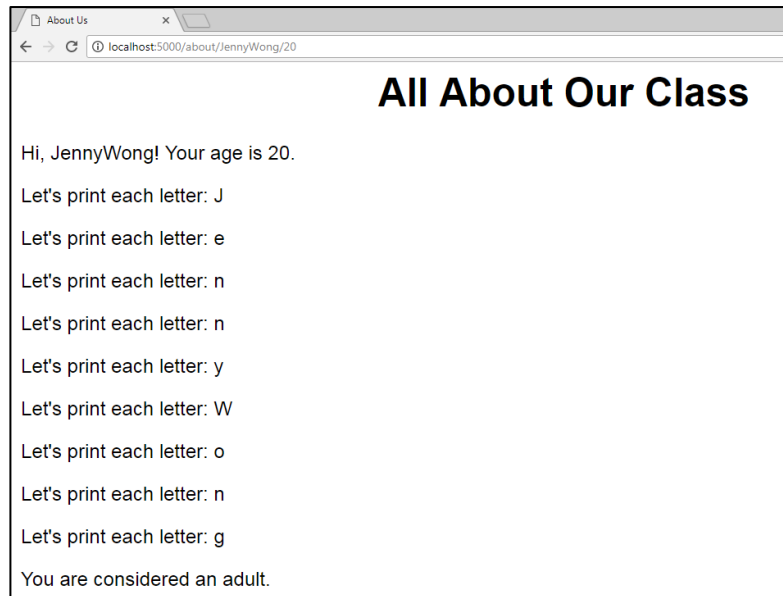 About Us
localhost:5000/about/JennyWong/20
All About Our Class
Hi, JennyWong! Your age is 20.
Let's print each letter: J
Let's print each letter: e
Let's print each letter: n
Let's print each letter: n
Let's print each letter: y
Let's print each letter: W
Let's print each letter: o
Let's print each letter: n
Let's print each letter: g
You are considered an adult.